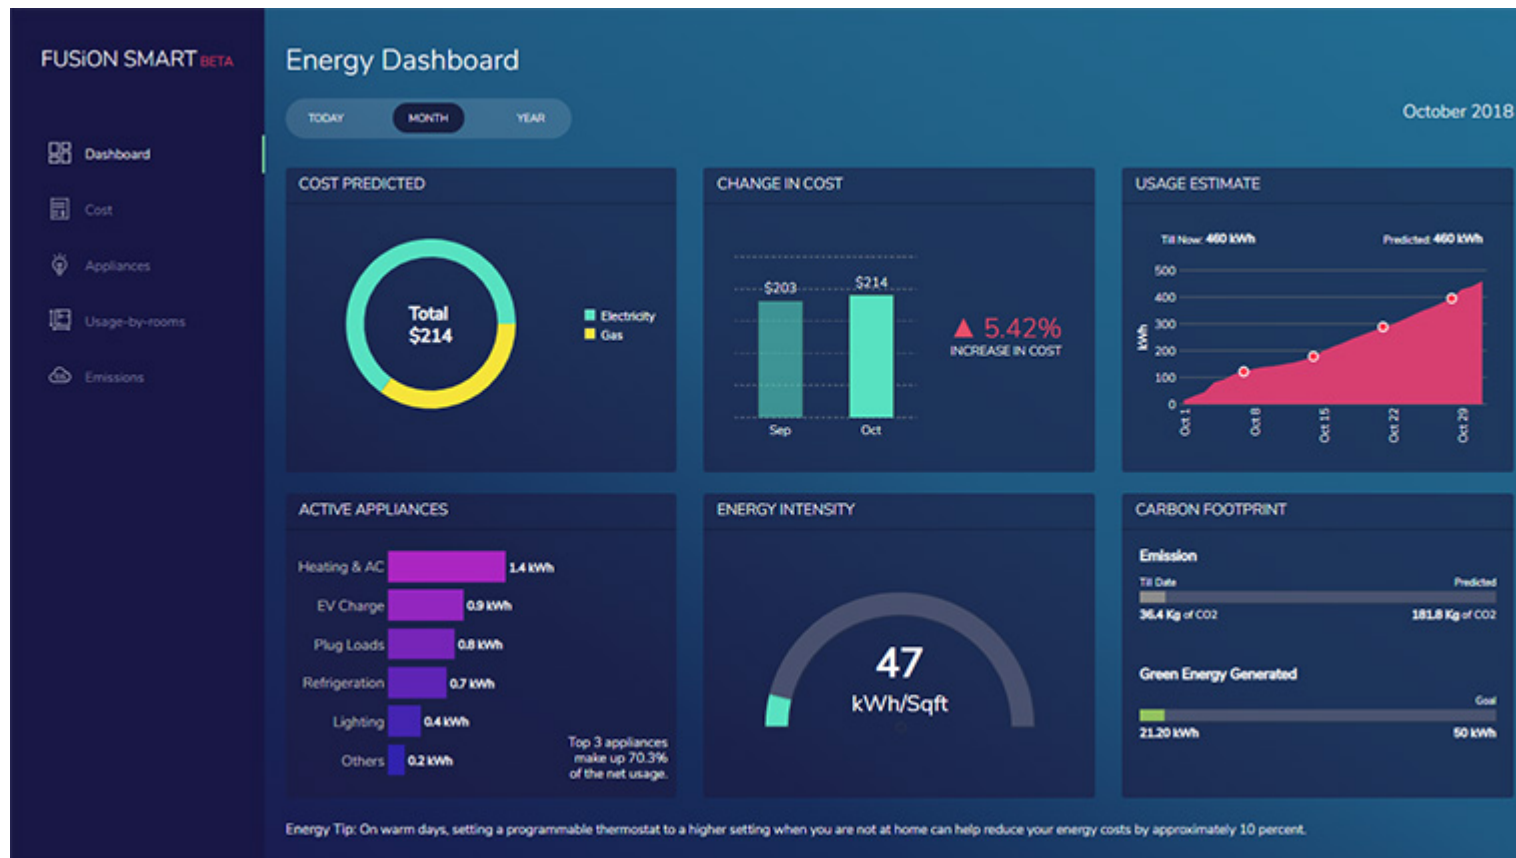 FUSiON SMART BETA
Dashboard
Cost
Appliances
Usage-by-rooms
Emissions
Energy Dashboard
TODAY
MONTH
YEAR
October 2018
COST PREDICTED
Total
$214
Electricity
Gas
CHANGE IN COST
$203
$214
Sep
Oct
▲ 5.42%
INCREASE IN COST
USAGE ESTIMATE
Till Now: 460 kWh
Predicted: 460 kWh
500
400
300
200
100
0
kWh
Oct 1
Oct 8
Oct 15
Oct 22
Oct 29
ACTIVE APPLIANCES
Heating & AC
1.4 kWh
EV Charge
0.9 kWh
Plug Loads
0.8 kWh
Refrigeration
0.7 kWh
Lighting
0.4 kWh
Others
0.2 kWh
Top 3 appliances
make up 70.3%
of the net usage.
ENERGY INTENSITY
47
kWh/Sqft
CARBON FOOTPRINT
Emission
Till Date
Predicted
36.4 Kg of CO2
181.8 Kg of CO2
Green Energy Generated
Goal
21.20 kWh
50 kWh
Energy Tip: On warm days, setting a programmable thermostat to a higher setting when you are not at home can help reduce your energy costs by approximately 10 percent.